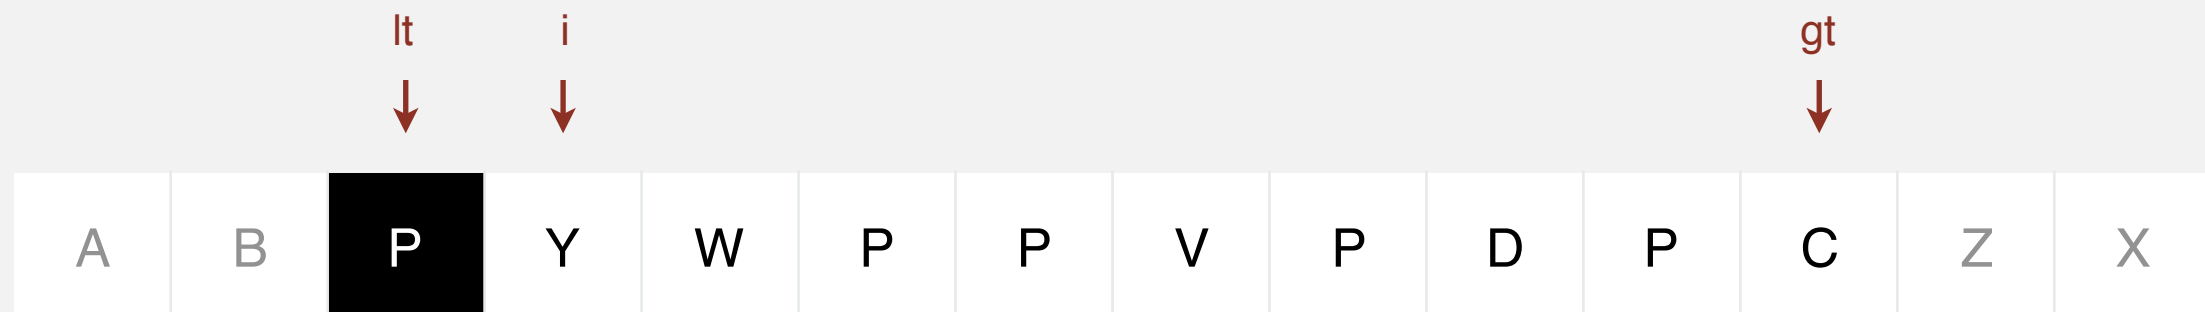 lt i gt
A B P Y W P P V P D P C Z X